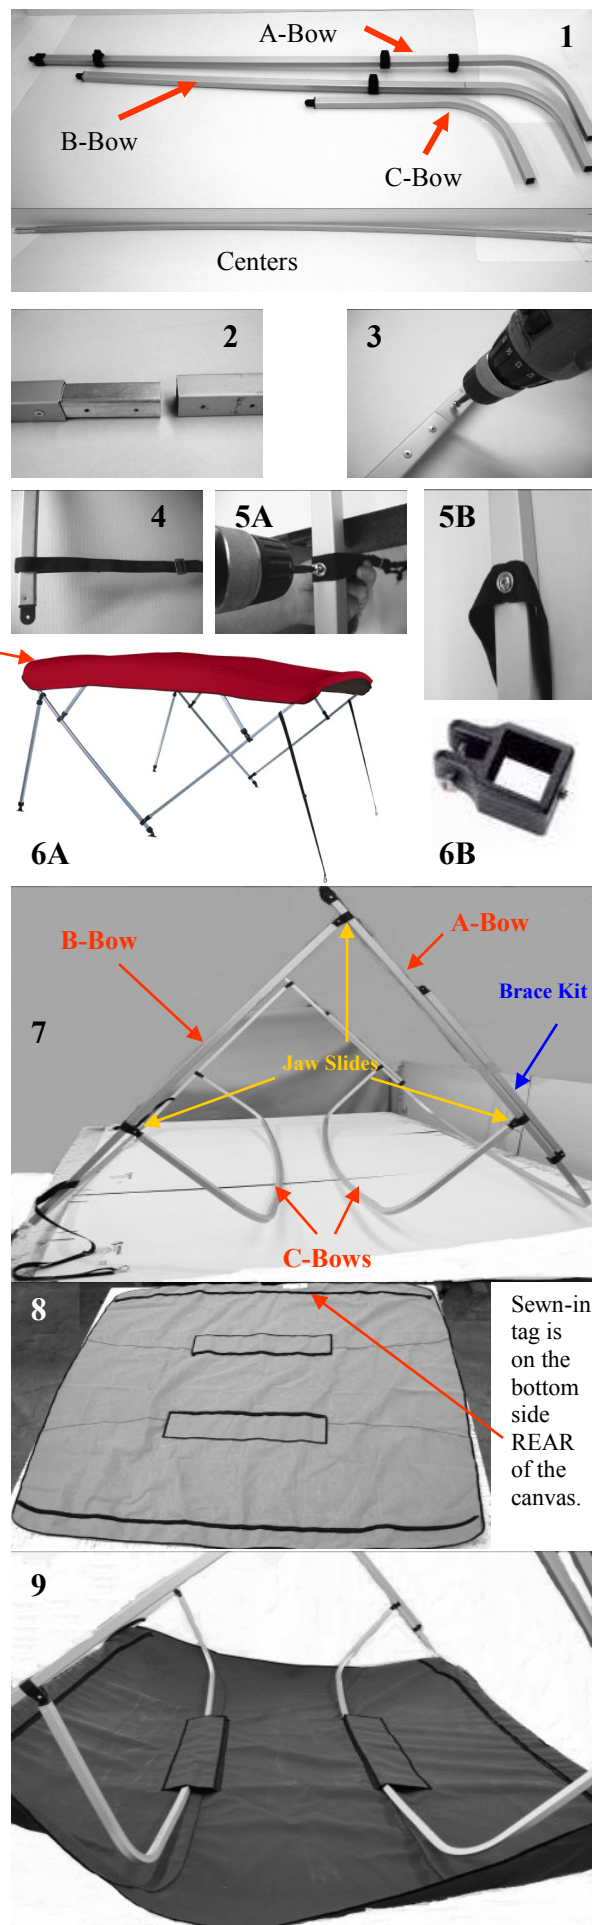 A-Bow
1
B-Bow
C-Bow
Centers
2
3
4
5A
5B
6A
6B
B-Bow
A-Bow
Brace Kit
7
Jaw Slides
C-Bows
8
Sewn-in
tag is
on the
bottom
side
REAR
of the
canvas.
9